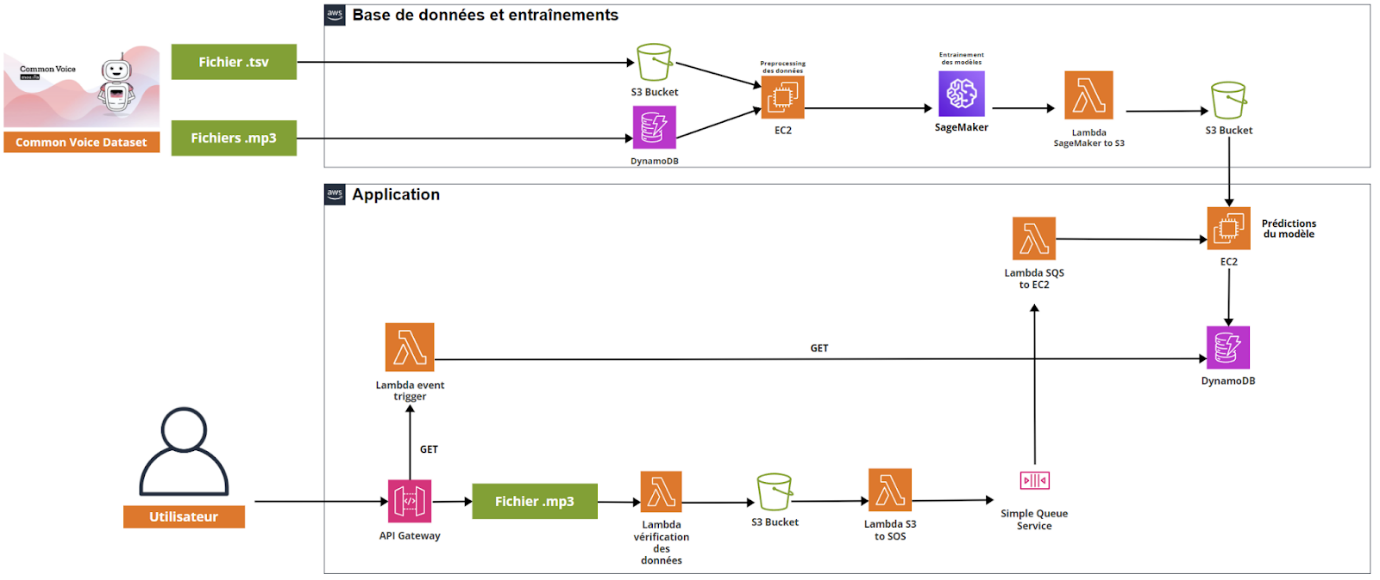 aws
Base de données et entraînements
Common Voice
moz://a
Common Voice Dataset
Fichier .tsv
Fichiers .mp3
S3 Bucket
DynamoDB
Preprocessing
des données
EC2
Entrainement
des modèles
SageMaker
Lambda
SageMaker to S3
S3 Bucket
aws
Application
Lambda SQS
to EC2
Prédictions
du modèle
EC2
Lambda event
trigger
GET
DynamoDB
GET
Utilisateur
API Gateway
Fichier .mp3
Lambda
vérification
des
données
S3 Bucket
Lambda S3
to SOS
Simple Queue
Service